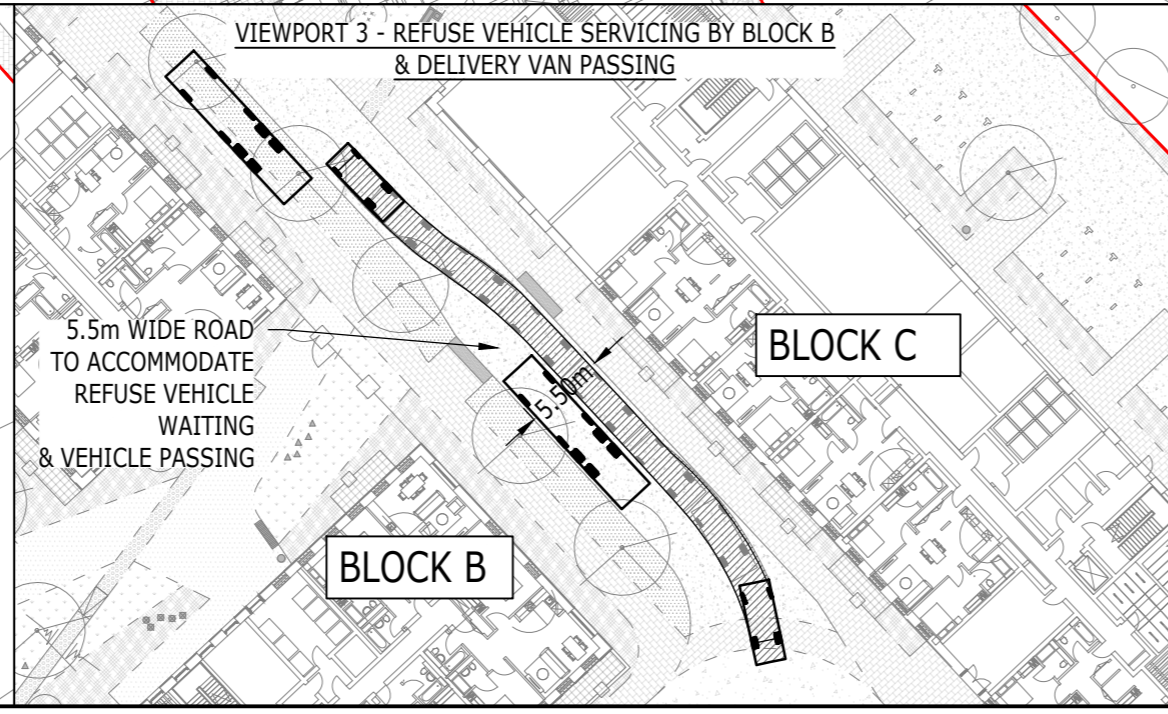 VIEWPORT 3 - REFUSE VEHICLE SERVICING BY BLOCK B
& DELIVERY VAN PASSING
5.5m WIDE ROAD
TO ACCOMMODATE
REFUSE VEHICLE
WAITING
& VEHICLE PASSING
5.50m
BLOCK C
BLOCK B